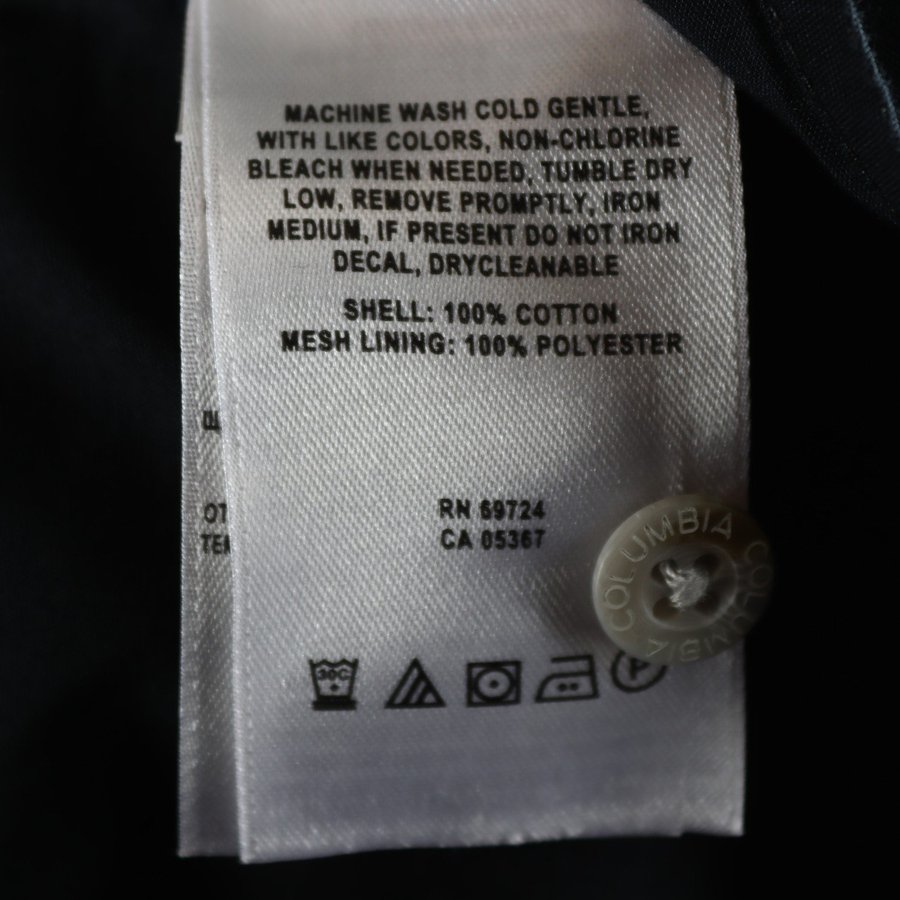 MACHINE WASH COLD GENTLE,
WITH LIKE COLORS, NON-CHLORINE
BLEACH WHEN NEEDED, TUMBLE DRY
LOW, REMOVE PROMPTLY, IRON
MEDIUM, IF PRESENT DO NOT IRON
DECAL, DRYCLEANABLE
SHELL: 100% COTTON
MESH LINING: 100% POLYESTER
RN 69724
CA 05367
COLUMBIA
COLUMBIA
30C
P